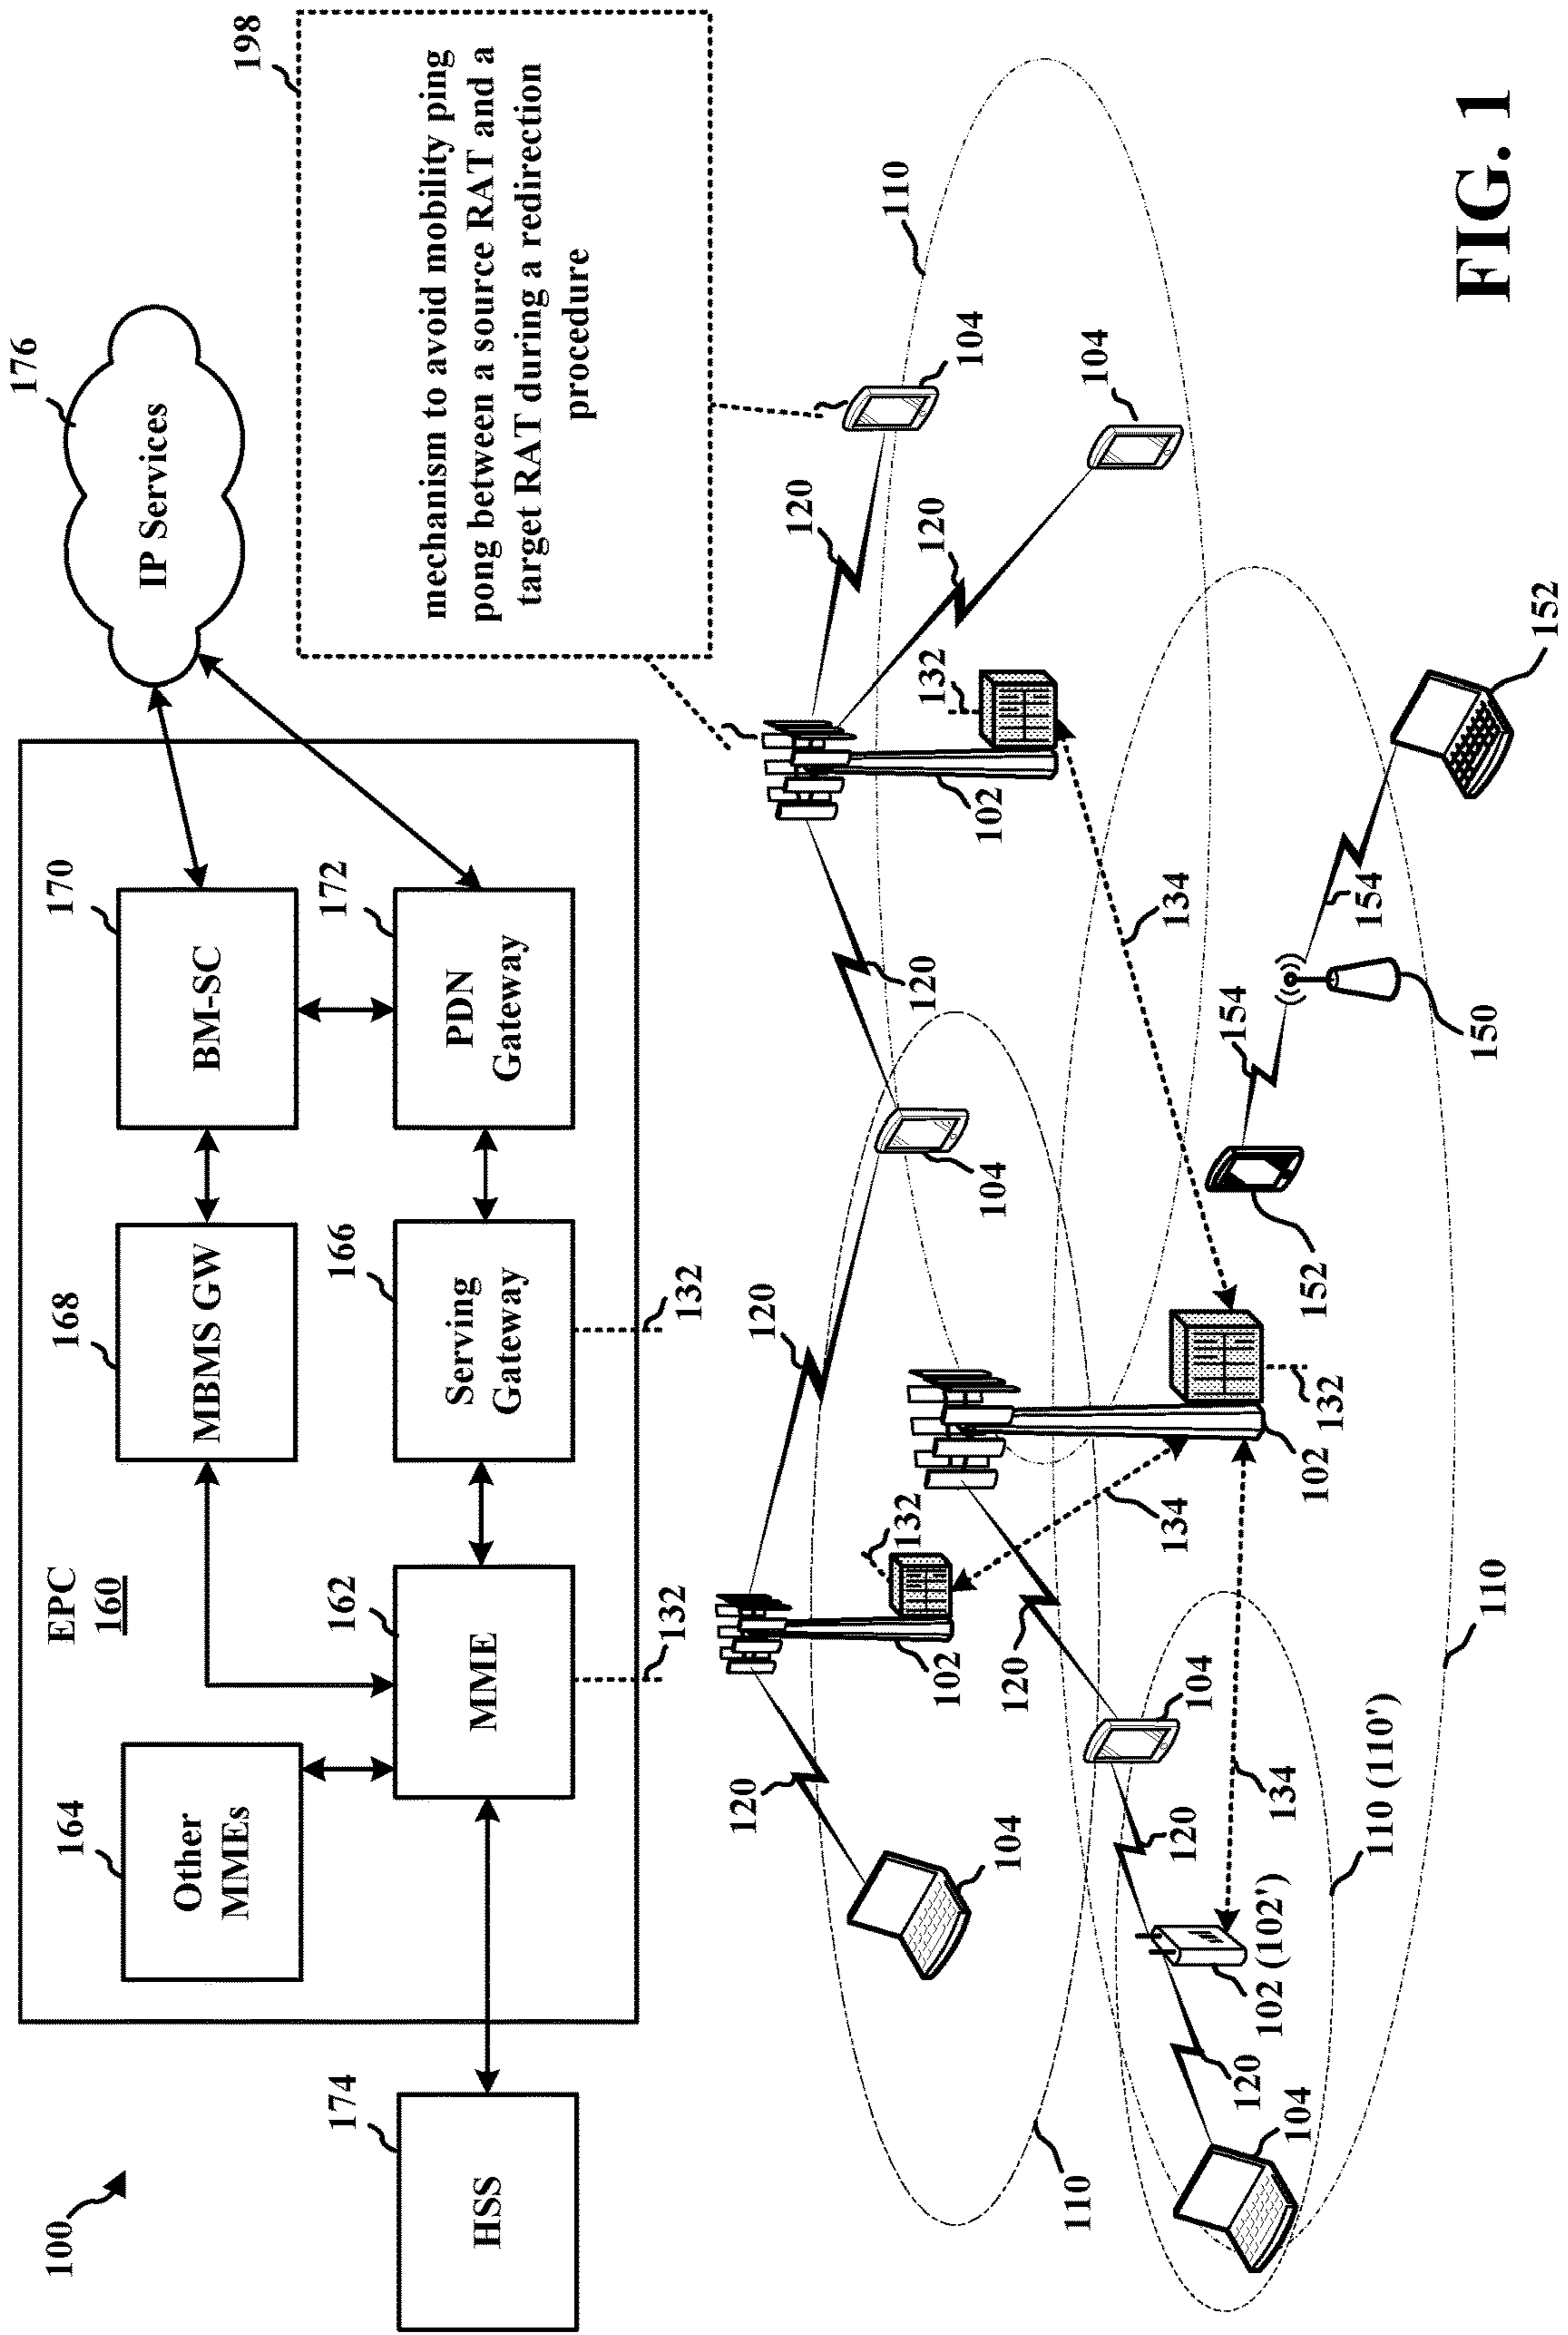 100
174
HSS
EPC
160
164
Other
MMEs
162
MME
132
168
MBMS GW
166
Serving
Gateway
132
170
BM-SC
172
PDN
Gateway
176
IP Services
198
mechanism to avoid mobility ping
pong between a source RAT and a
target RAT during a redirection
procedure
120
120
104
110
132
102
120
104
120
120
104
104
110
132
102
134
120
104
120
104
120
102 (102')
134
110 (110')
110
132
102
134
154
152
154
152
150
FIG. 1